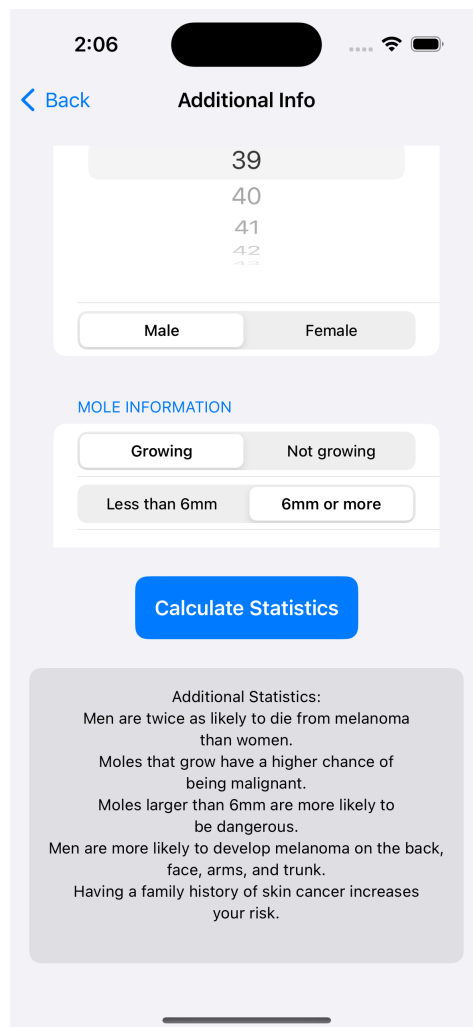 2:06
Back
Additional Info
39
40
41
42
Male
Female
MOLE INFORMATION
Growing
Not growing
Less than 6mm
6mm or more
Calculate Statistics
Additional Statistics:
Men are twice as likely to die from melanoma
than women.
Moles that grow have a higher chance of
being malignant.
Moles larger than 6mm are more likely to
be dangerous.
Men are more likely to develop melanoma on the back,
face, arms, and trunk.
Having a family history of skin cancer increases
your risk.